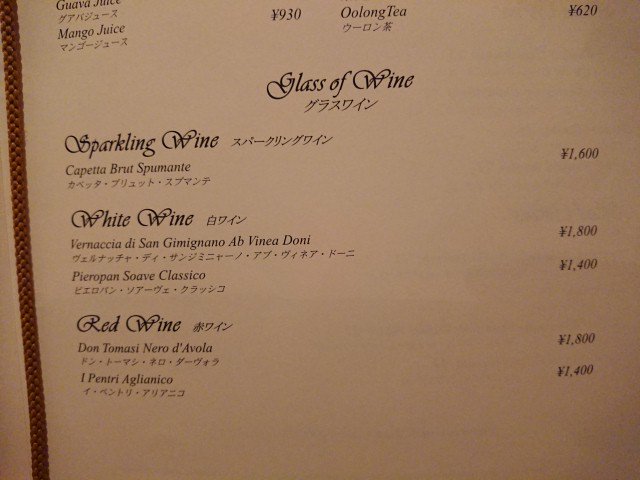 Guava Juice
グアバジュース
¥930
Mango Juice
マンゴージュース
OolongTea
ウーロン茶
¥620
Glass of Wine
グラスワイン
Sparkling Wine スパークリングワイン
Capetta Brut Spumante ¥1,600
カペッタ・ブリュット・スプマンテ
White Wine 白ワイン
Vernaccia di San Gimignano Ab Vinea Doni ¥1,800
ヴェルナッチャ・ディ・サンジミニャーノ・アブ・ヴィネア・ドーニ
Pieropan Soave Classico ¥1,400
ピエロパン・ソアーヴェ・クラッシコ
Red Wine 赤ワイン
Don Tomasi Nero d'Avola ¥1,800
ドン・トーマシ・ネロ・ダーヴォラ
I Pentri Aglianico ¥1,400
イ・ペントリ・アリアニコ